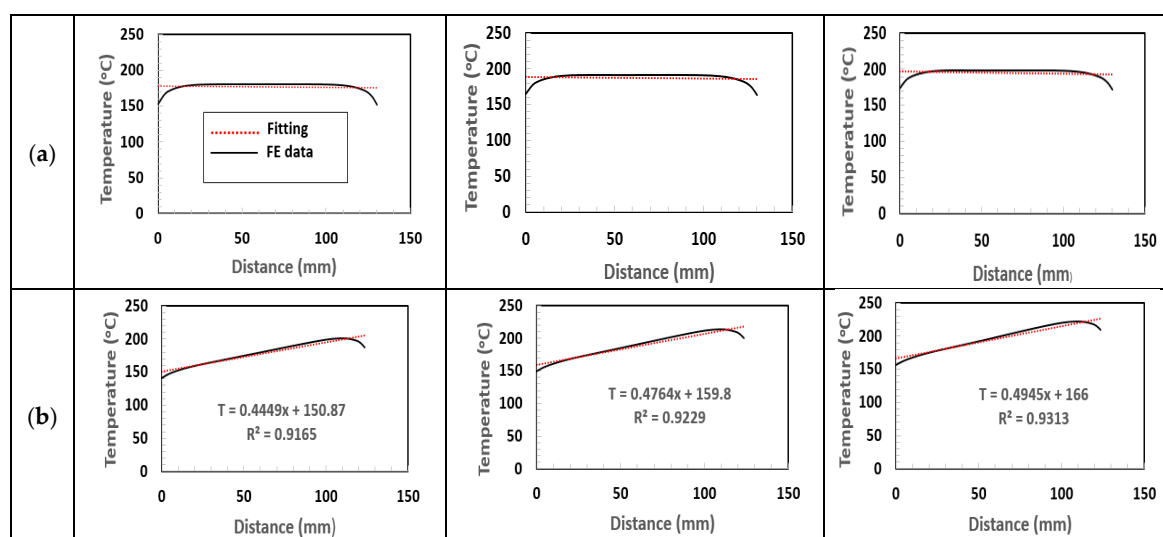 (a)
Temperature (°C)
250
200
150
100
50
0
0 50 100 150
Distance (mm)
Fitting
FE data
Temperature (°C)
250
200
150
100
50
0
0 50 100 150
Distance (mm)
Temperature (°C)
250
200
150
100
50
0
0 50 100 150
Distance (mm)
(b)
Temperature (°C)
250
200
150
100
50
0
0 50 100 150
Distance (mm)
T = 0.4449x + 150.87
R² = 0.9165
Temperature (°C)
250
200
150
100
50
0
0 50 100 150
Distance (mm)
T = 0.4764x + 159.8
R² = 0.9229
Temperature (°C)
250
200
150
100
50
0
0 50 100 150
Distance (mm)
T = 0.4945x + 166
R² = 0.9313